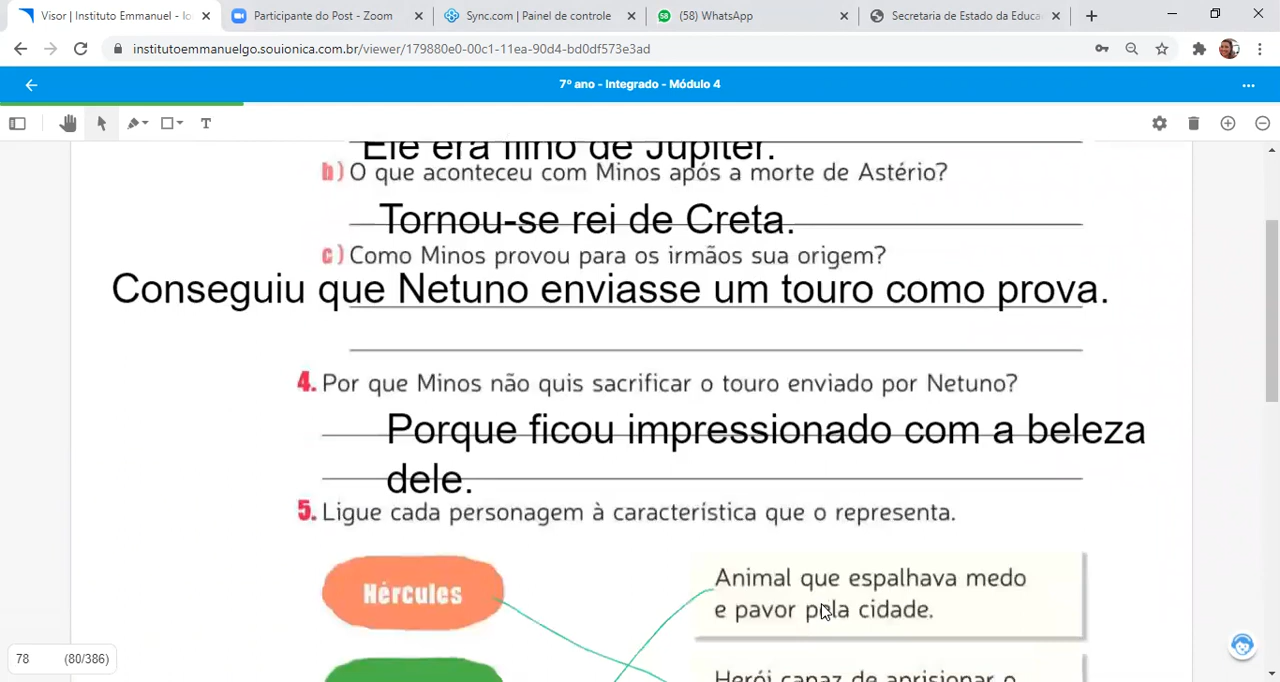 Visor | Instituto Emmanuel - Io
Participante do Post - Zoom
Sync.com | Painel de controle
58
(58) WhatsApp
Secretaria de Estado da Educa
institutoemmanuelgo.souionica.com.br/viewer/179880e0-00c1-11ea-90d4-bd0df573e3ad
7º ano - Integrado - Módulo 4
T
Ele era filho de Júpiter.
b) O que aconteceu com Minos após a morte de Astério?
Tornou-se rei de Creta.
c) Como Minos provou para os irmãos sua origem?
Conseguiu que Netuno enviasse um touro como prova.
4. Por que Minos não quis sacrificar o touro enviado por Netuno?
Porque ficou impressionado com a beleza
dele.
5. Ligue cada personagem à característica que o representa.
Hércules
Animal que espalhava medo
e pavor pela cidade.
Herói capaz de aprisionar o
78 (80/386)